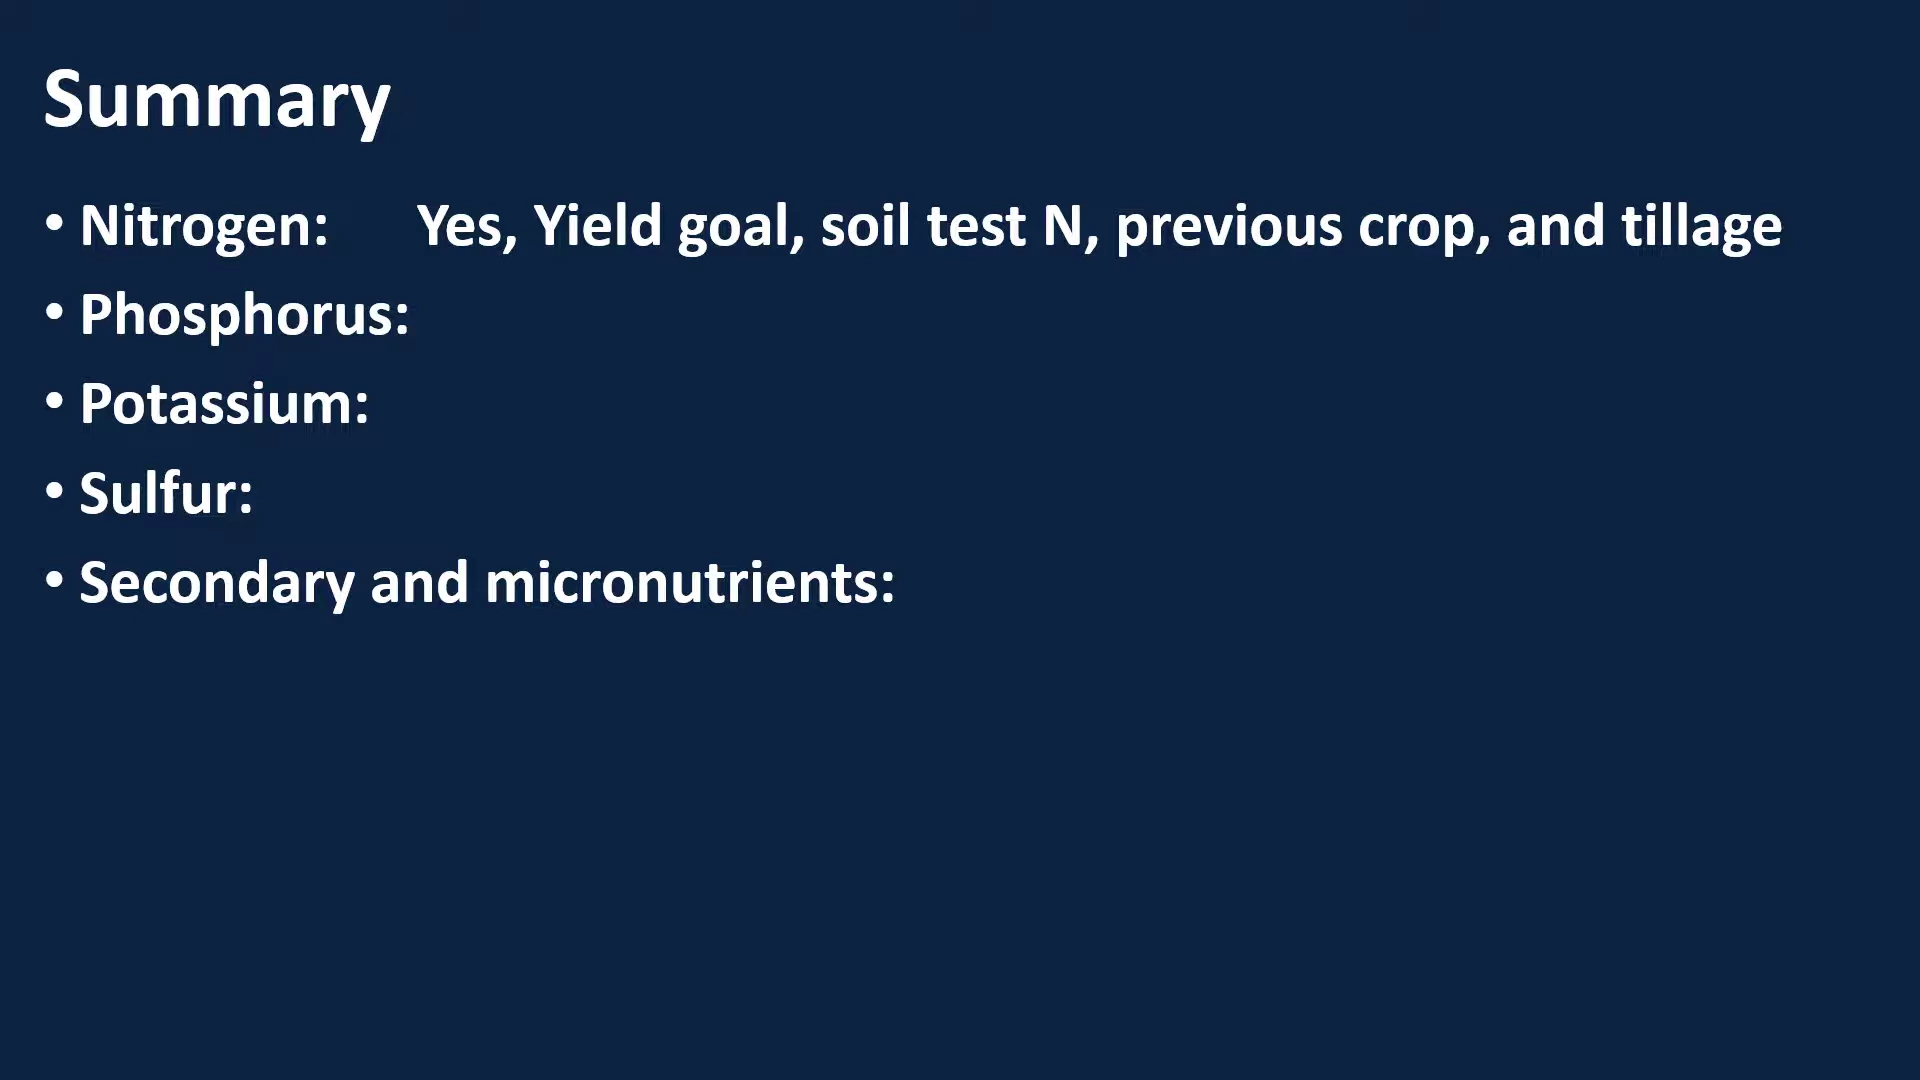 Summary
• Nitrogen: Yes, Yield goal, soil test N, previous crop, and tillage
• Phosphorus:
• Potassium:
• Sulfur:
• Secondary and micronutrients: